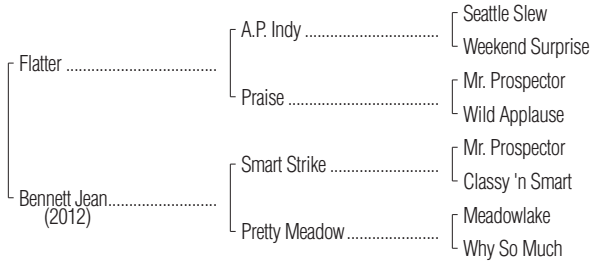 Seattle Slew
A.P. Indy ..............................
Weekend Surprise
Flatter ..................................
Mr. Prospector
Praise ..................................
Wild Applause
Mr. Prospector
Smart Strike ........................
Classy 'n Smart
Bennett Jean........................
(2012)
Meadowlake
Pretty Meadow....................
Why So Much